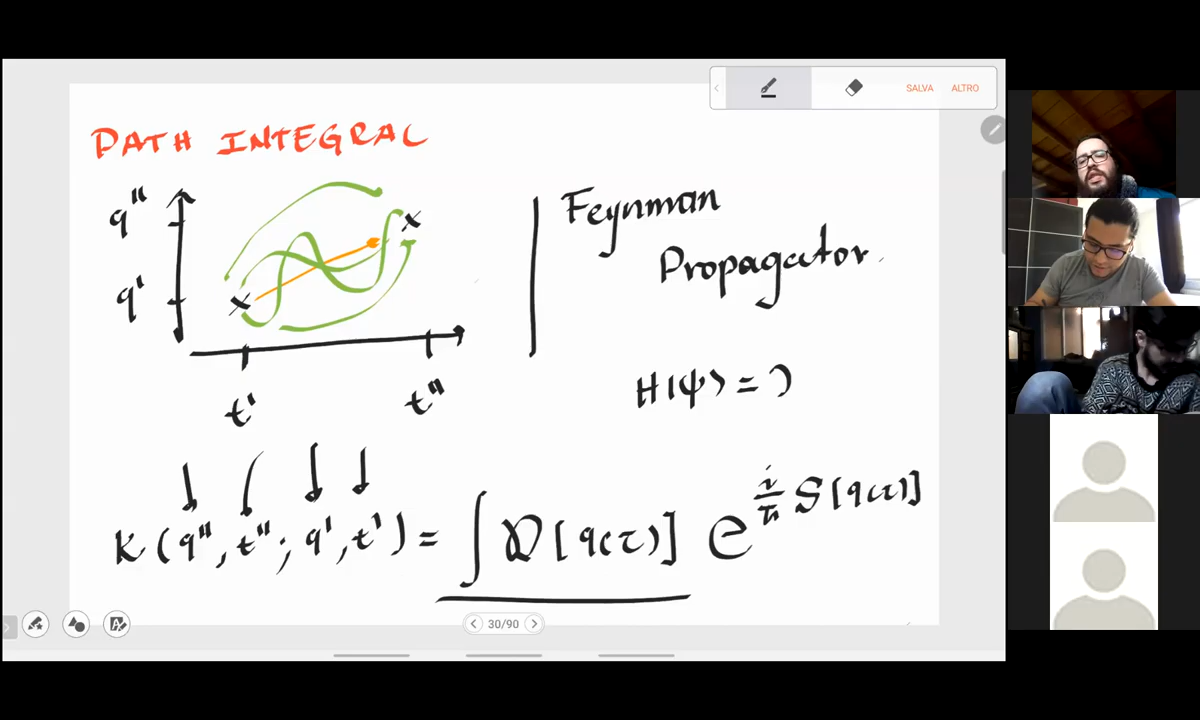 SALVA ALTRO
PATH INTEGRAL
q"
q'
t'
t"
Feynman
Propagator.
H|ψ⟩ = 
K(q", t"; q', t') = ∫ D[q(τ)] e^{i/ħ S[q(τ)]}
30/90